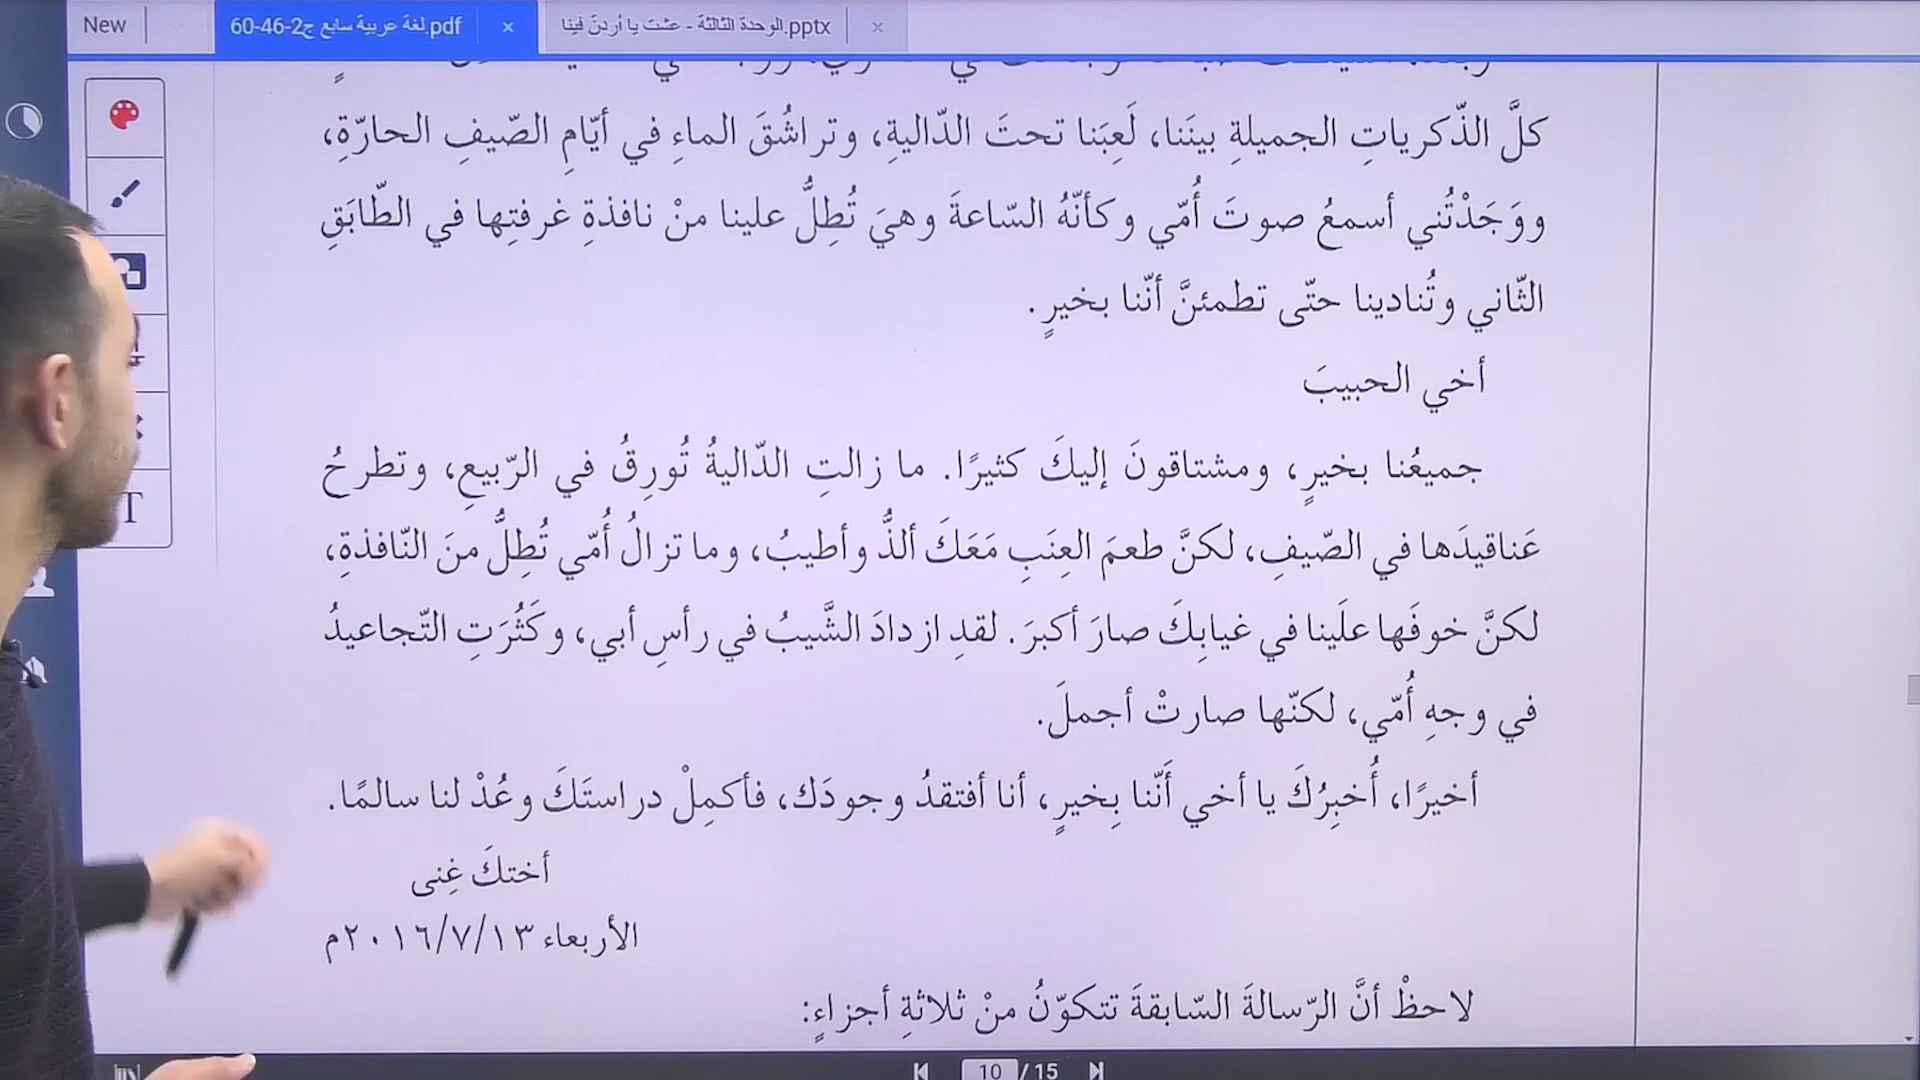 New
لغة عربية سابع ج2-46-60.pdf
الوحدة الثالثة - عشت يا أردن فينا.pptx
كلَّ الذّكرياتِ الجميلةِ بينَنا، لَعِبَنا تحتَ الدّاليةِ، وتراشُقَ الماءِ في أيّامِ الصّيفِ الحارّةِ،
ووَجَدْتُني أسمعُ صوتَ أُمّي وكأنّهُ السّاعةَ وهيَ تُطِلُّ علينا منْ نافذةِ غرفتِها في الطّابَقِ
الثّاني وتُنادينا حتّى تطمئنَّ أنّنا بخيرٍ.
أخي الحبيبَ
جميعُنا بخيرٍ، ومشتاقونَ إليكَ كثيرًا. ما زالتِ الدّاليةُ تُورِقُ في الرّبيعِ، وتطرحُ
عَناقيدَها في الصّيفِ، لكنَّ طعمَ العِنَبِ مَعَكَ ألذُّ وأطيبُ، وما تزالُ أُمّي تُطِلُّ منَ النّافذةِ،
لكنَّ خوفَها علَينا في غيابِكَ صارَ أكبرَ. لقدِ ازدادَ الشَّيبُ في رأسِ أبي، وكَثُرَتِ التّجاعيدُ
في وجهِ أُمّي، لكنّها صارتْ أجملَ.
أخيرًا، أُخبِرُكَ يا أخي أَنّنا بِخيرٍ، أنا أفتقدُ وجودَك، فأكمِلْ دراستَكَ وعُدْ لنا سالمًا.
أختكَ غِنى
الأربعاء ٢٠١٦/٧/١٣م
لاحظْ أنَّ الرّسالةَ السّابقةَ تتكوّنُ منْ ثلاثةِ أجزاءٍ:
T
10 / 15